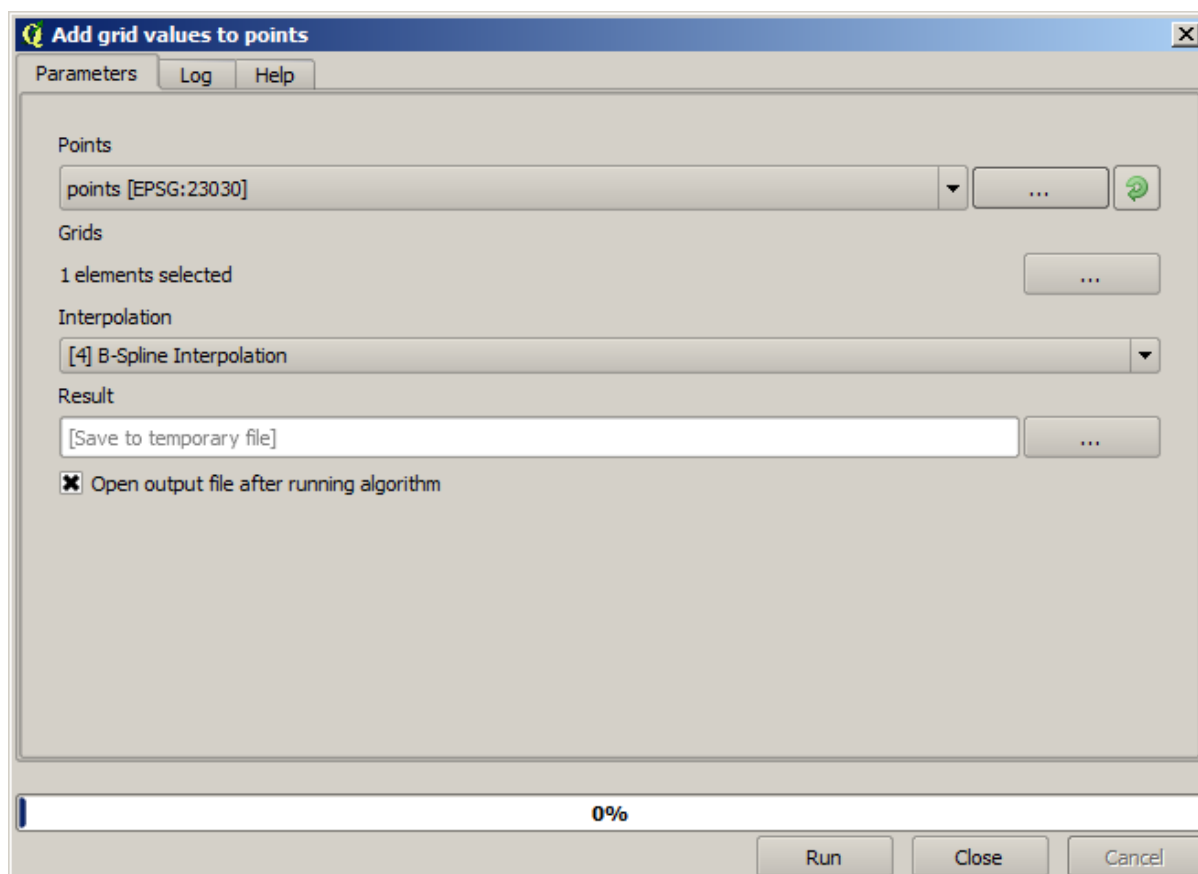 Add grid values to points
Parameters Log Help
Points
points [EPSG:23030] ...
Grids
1 elements selected ...
Interpolation
[4] B-Spline Interpolation
Result
[Save to temporary file] ...
Open output file after running algorithm
0%
Run Close Cancel